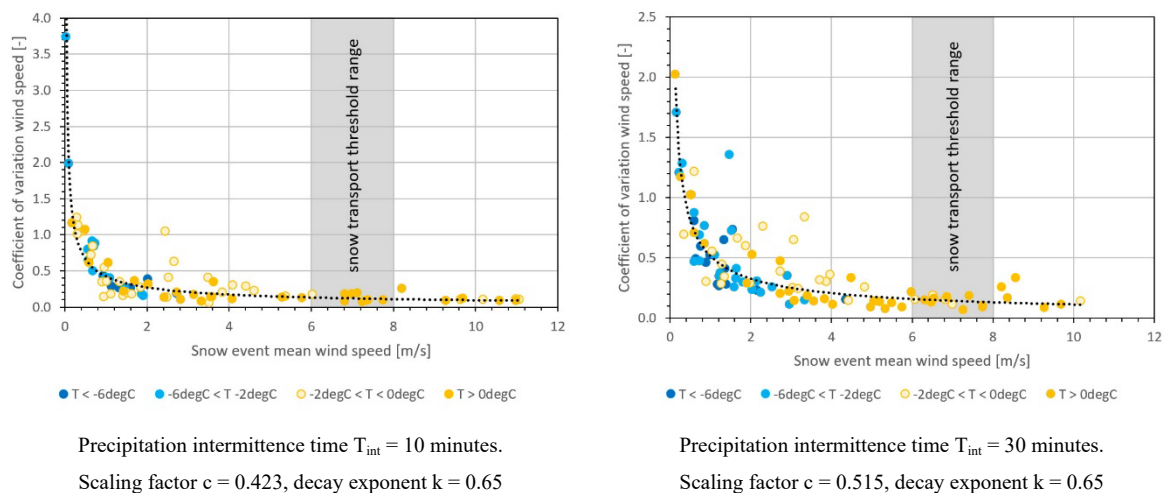 4.0
3.5
3.0
2.5
2.0
1.5
1.0
0.5
0.0
Coefficient of variation wind speed [-]
snow transport threshold range
0 2 4 6 8 10 12
Snow event mean wind speed [m/s]
T < -6degC -6degC < T -2degC -2degC < T < 0degC T > 0degC
Precipitation intermittence time Tint = 10 minutes.
Scaling factor c = 0.423, decay exponent k = 0.65
2.5
2.0
1.5
1.0
0.5
0.0
Coefficient of variation wind speed [-]
snow transport threshold range
0 2 4 6 8 10 12
Snow event mean wind speed [m/s]
T < -6degC -6degC < T -2degC -2degC < T < 0degC T > 0degC
Precipitation intermittence time Tint = 30 minutes.
Scaling factor c = 0.515, decay exponent k = 0.65